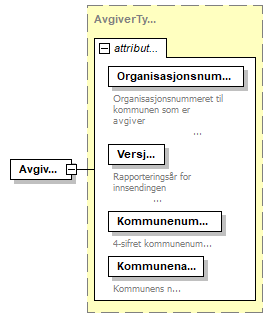 AvgiverTy...
attribut...
Organisasjonsnum...
Organisasjonsnummeret til
kommunen som er
avgiver
...
Versj...
Rapporteringsår for
innsendingen
...
Avgiv...
Kommunenum...
4-sifret kommunenum...
Kommunena...
Kommunens n...